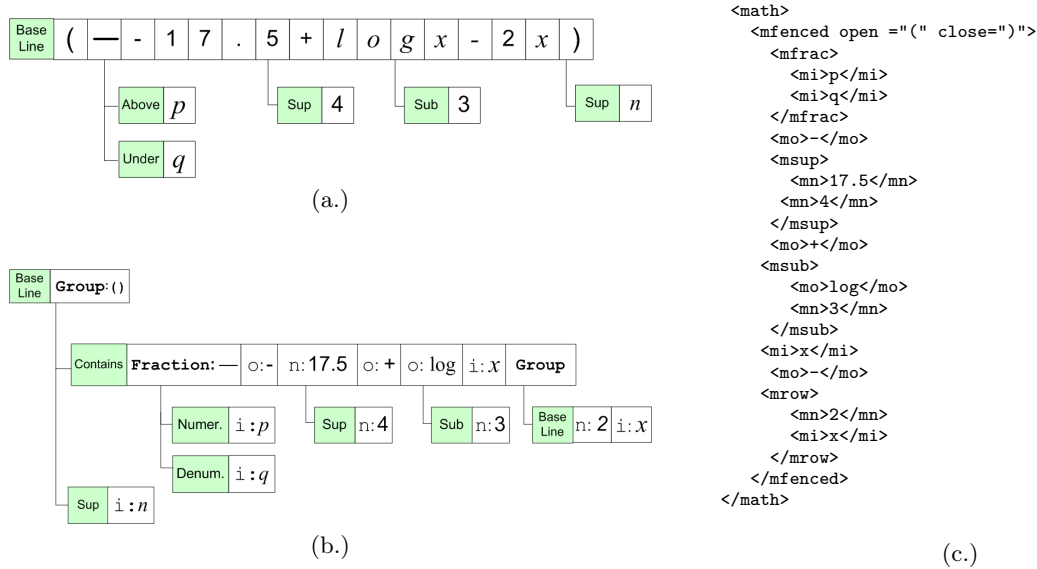 Base Line ( — - 1 7 . 5 + l o g x - 2 x )
Above p
Sup 4
Sub 3
Sup n
Under q
(a.)
Base Line Group:()
Contains Fraction:— o:- n:17.5 o:+ o: log i:x Group
Numer. i:p
Sup n:4
Sub n:3
Base Line n: 2 i:x
Denum. i:q
Sup i:n
(b.)
<math>
<mfenced open ="(" close=")">
<mfrac>
<mi>p</mi>
<mi>q</mi>
</mfrac>
<mo>-</mo>
<msup>
<mn>17.5</mn>
<mn>4</mn>
</msup>
<mo>+</mo>
<msub>
<mo>log</mo>
<mn>3</mn>
</msub>
<mi>x</mi>
<mo>-</mo>
<mrow>
<mn>2</mn>
<mi>x</mi>
</mrow>
</mfenced>
</math>
(c.)